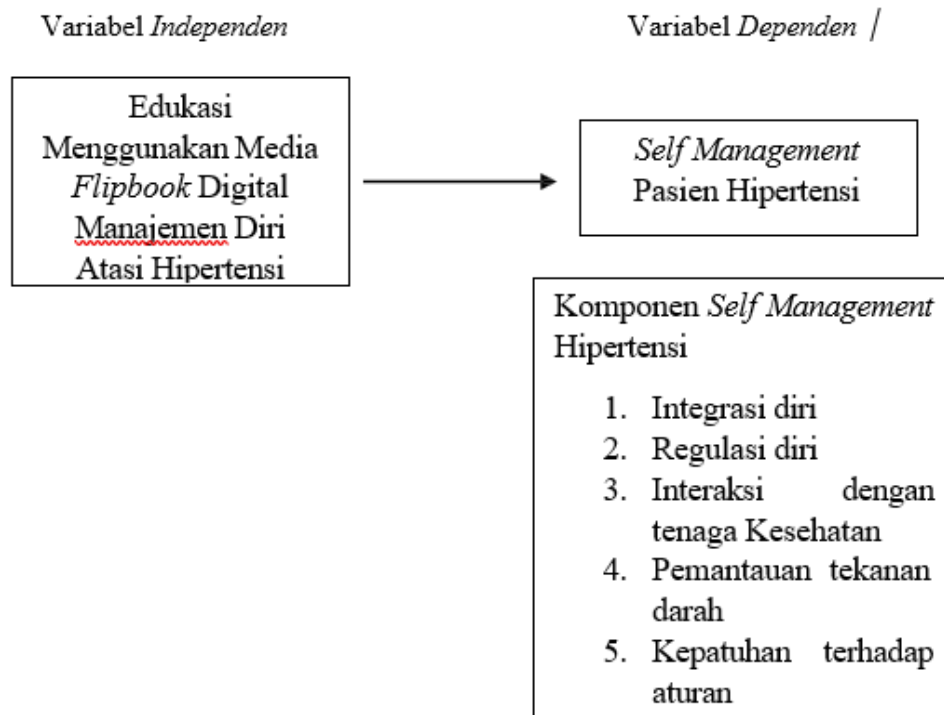 Variabel Independen
Variabel Dependen /
Edukasi
Menggunakan Media
Flipbook Digital
Manajemen Diri
Atasi Hipertensi
Self Management
Pasien Hipertensi
Komponen Self Management
Hipertensi
1. Integrasi diri
2. Regulasi diri
3. Interaksi dengan
tenaga Kesehatan
4. Pemantauan tekanan
darah
5. Kepatuhan terhadap
aturan